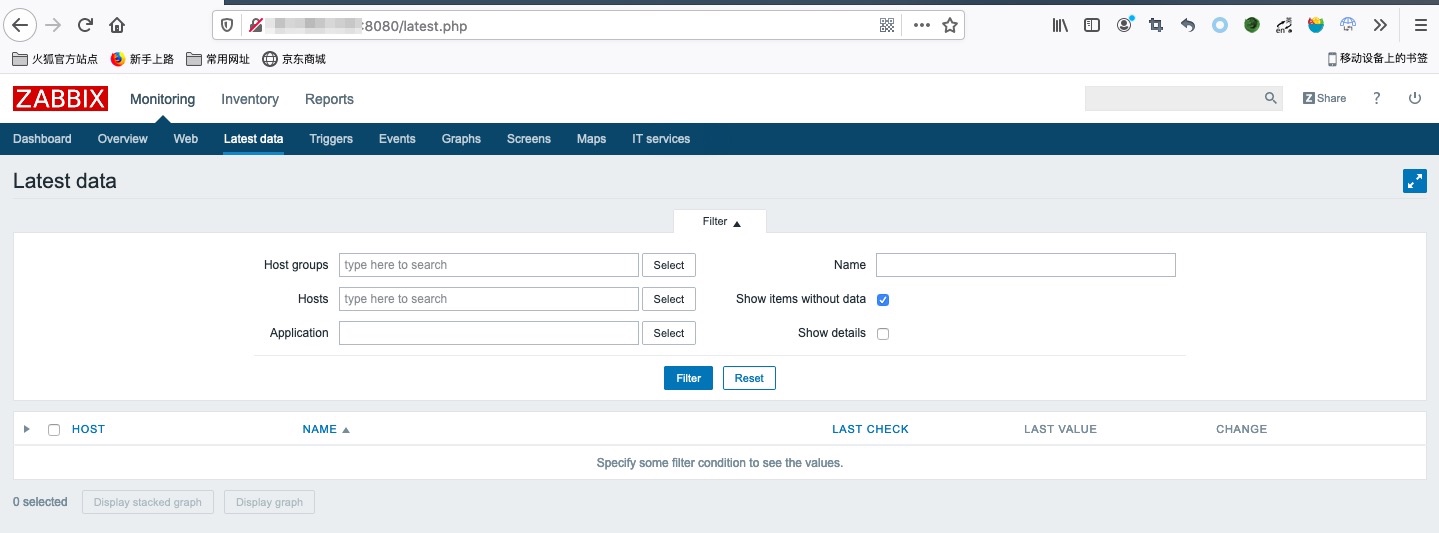 :8080/latest.php
火狐官方站点 新手上路 常用网址 京东商城 移动设备上的书签
ZABBIX Monitoring Inventory Reports Z Share ?
Dashboard Overview Web Latest data Triggers Events Graphs Screens Maps IT services
Latest data
Filter
Host groups type here to search Select Name
Hosts type here to search Select Show items without data
Application Select Show details
Filter Reset
HOST NAME LAST CHECK LAST VALUE CHANGE
Specify some filter condition to see the values.
0 selected Display stacked graph Display graph